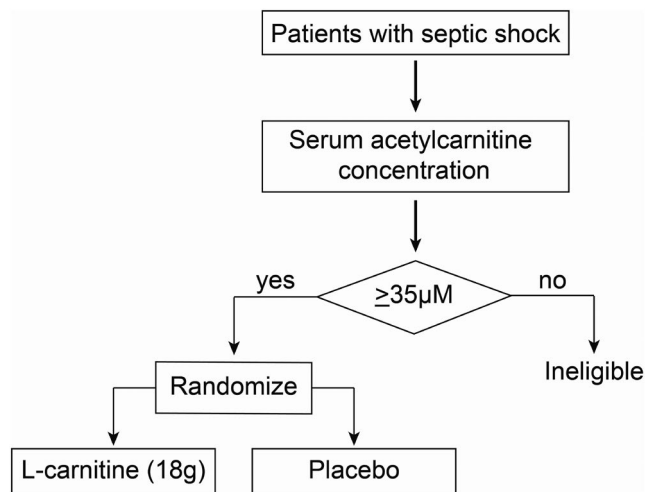 Patients with septic shock
Serum acetylcarnitine
concentration
yes
≥35μM
no
Ineligible
Randomize
L-carnitine (18g)
Placebo